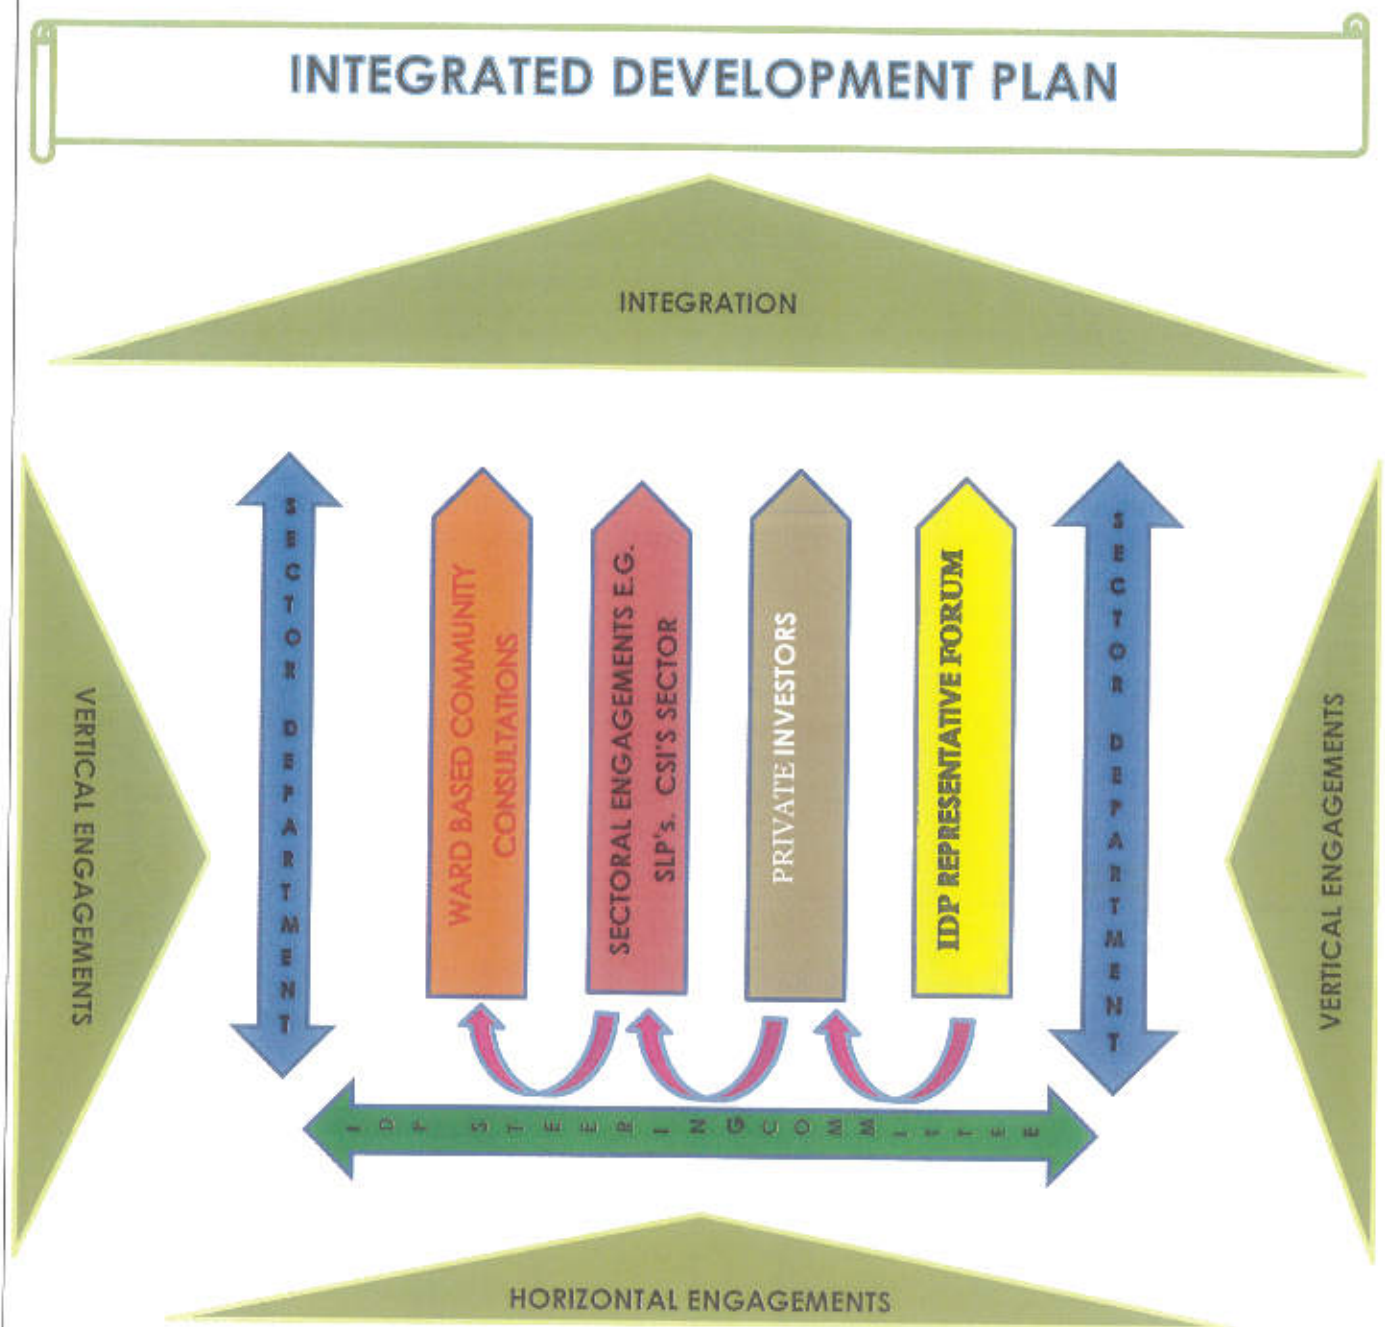 INTEGRATED DEVELOPMENT PLAN
INTEGRATION
VERTICAL ENGAGEMENTS
SECTOR DEPARTMENT
WARD BASED COMMUNITY
CONSULTATIONS
SECTORAL ENGAGEMENTS E.G.
SLP's. CSI'S SECTOR
PRIVATE INVESTORS
IDP REPRESENTATIVE FORUM
SECTOR DEPARTMENT
VERTICAL ENGAGEMENTS
IDP STEERING COMMITTEE
HORIZONTAL ENGAGEMENTS